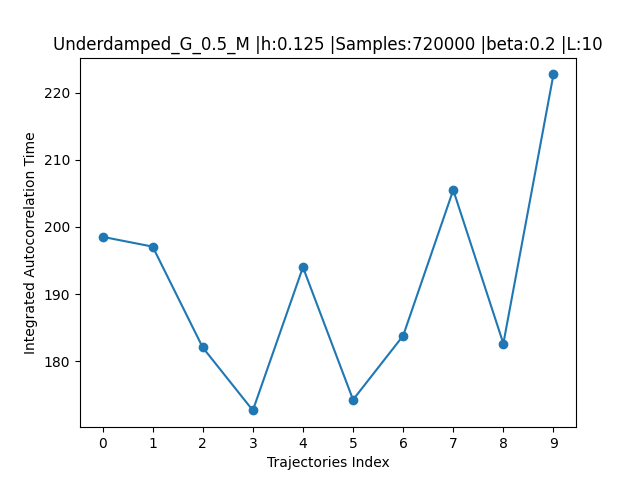 Underdamped_G_0.5_M |h:0.125 |Samples:720000 |beta:0.2 |L:10
Integrated Autocorrelation Time
220
210
200
190
180
0 1 2 3 4 5 6 7 8 9
Trajectories Index